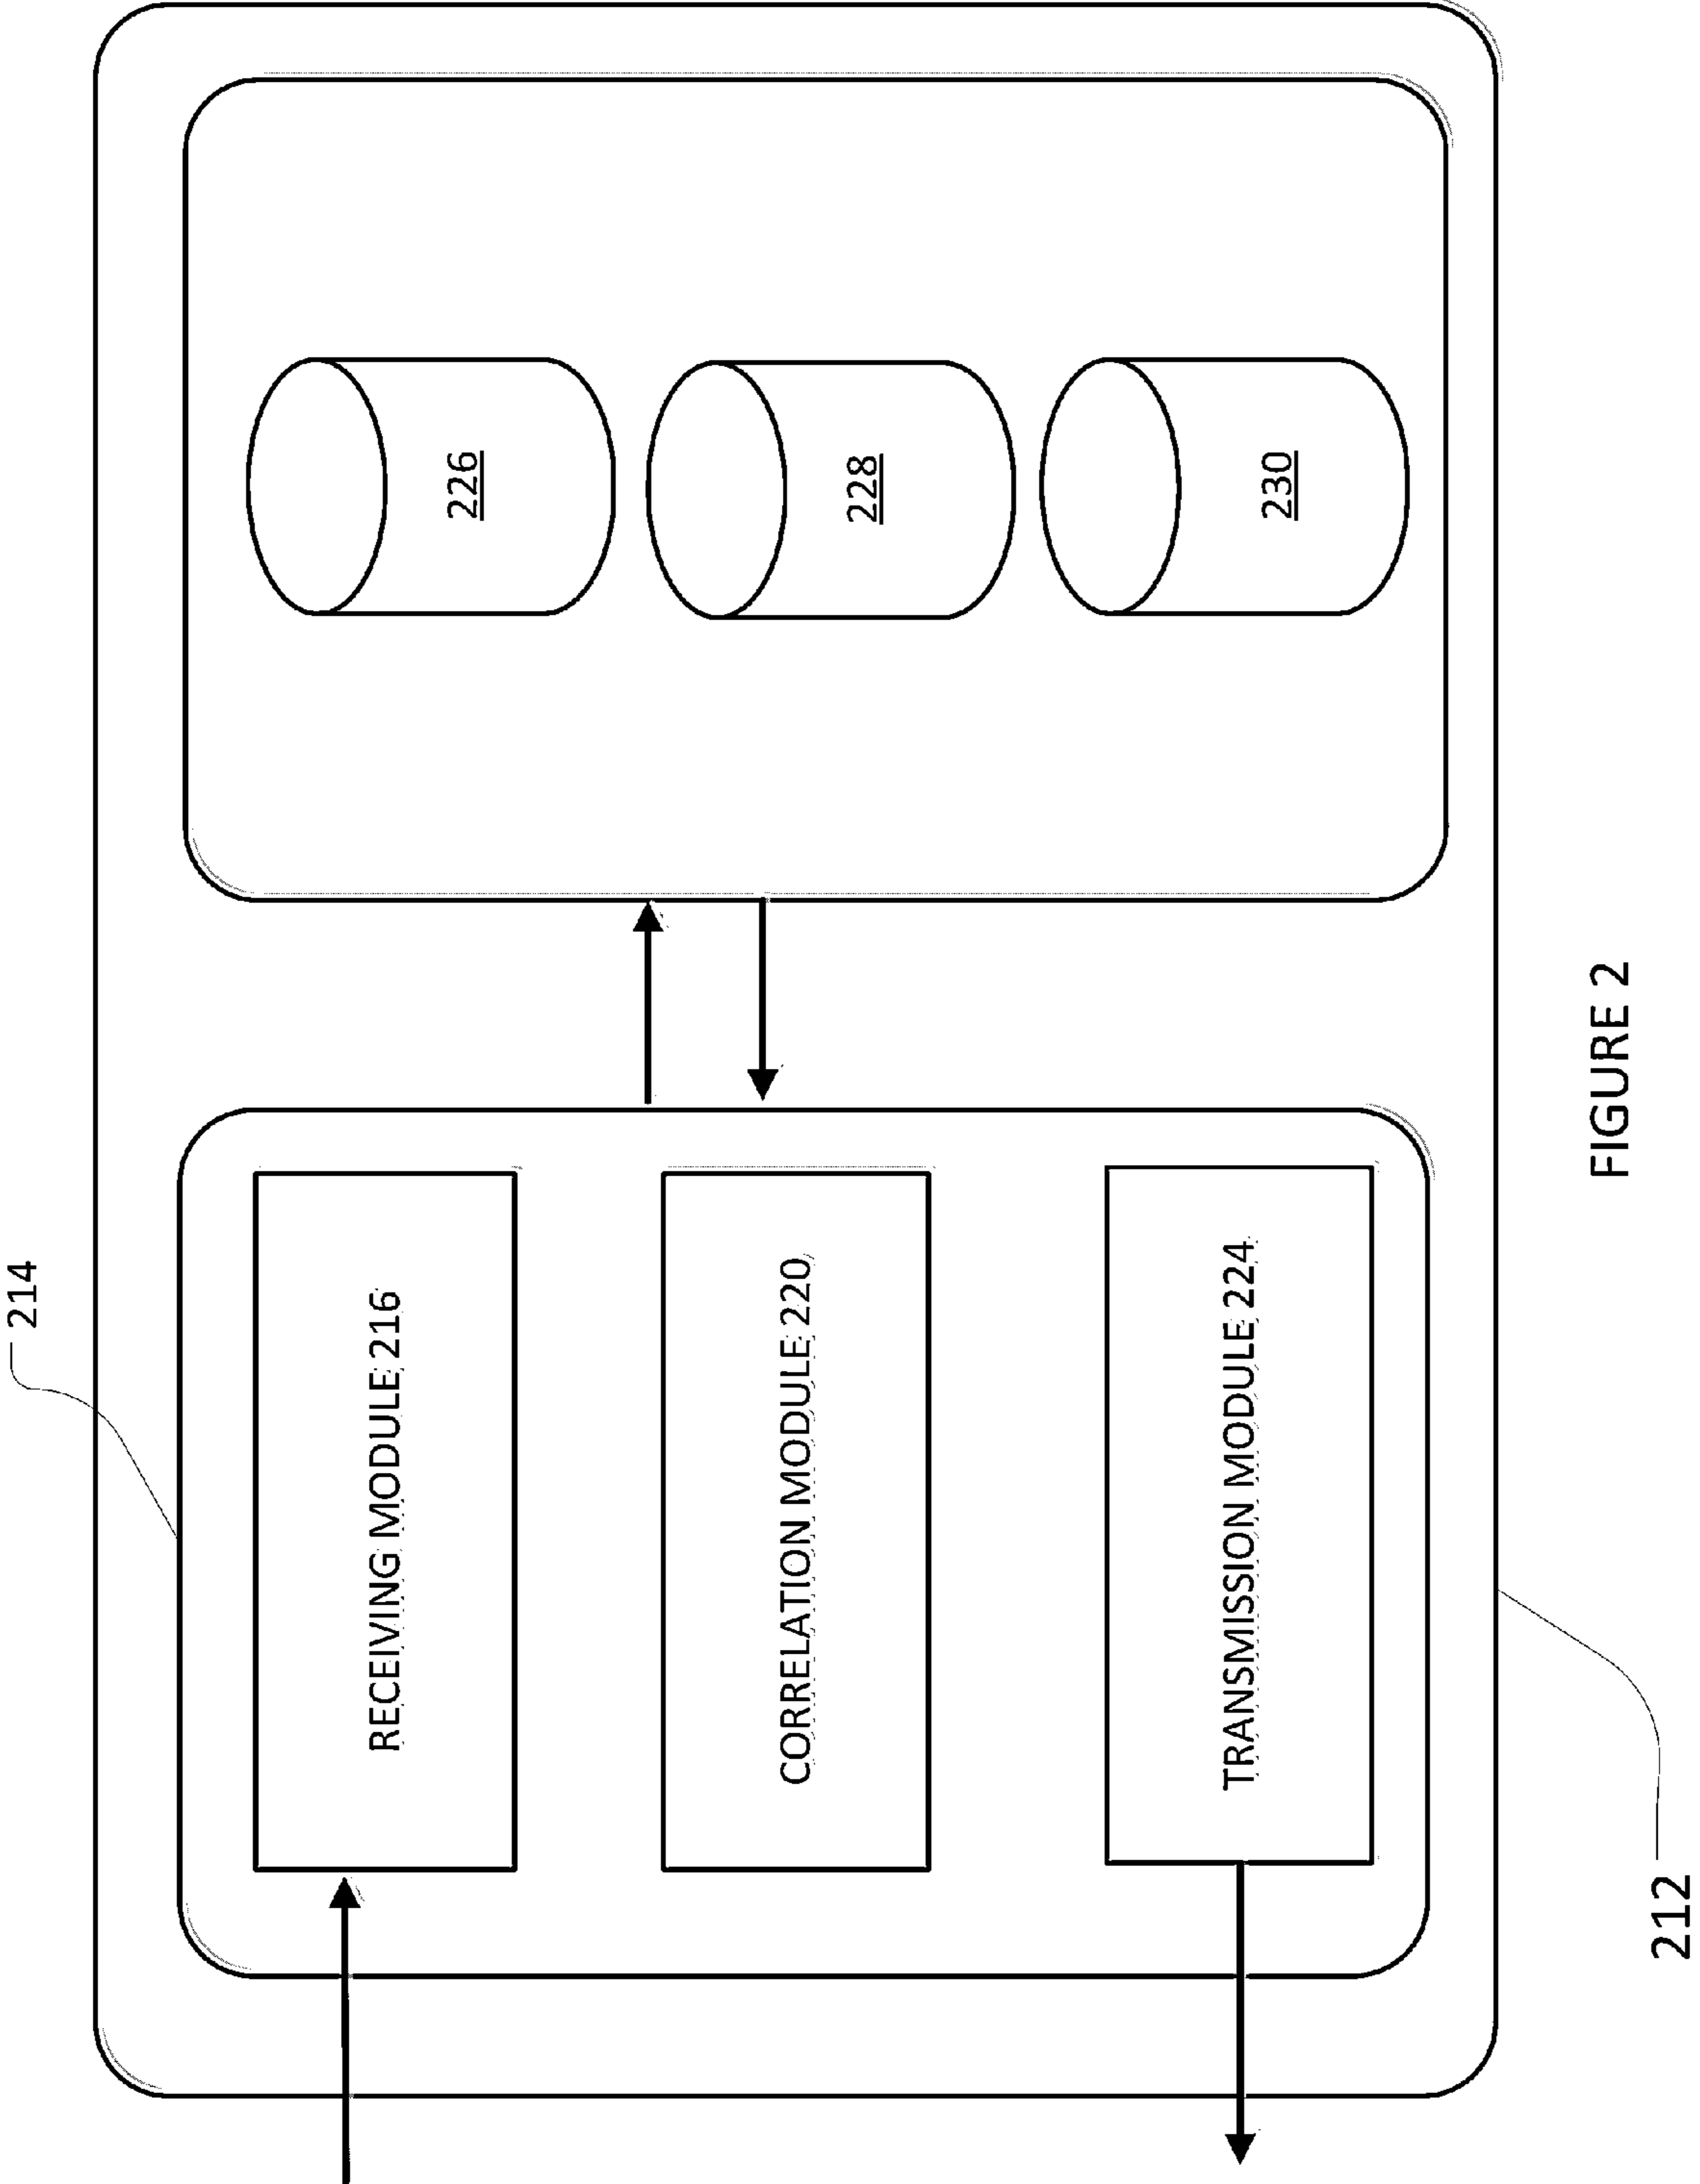 214
RECEIVING MODULE 216
226
CORRELATION MODULE 220
228
TRANSMISSION MODULE 224
230
212
FIGURE 2